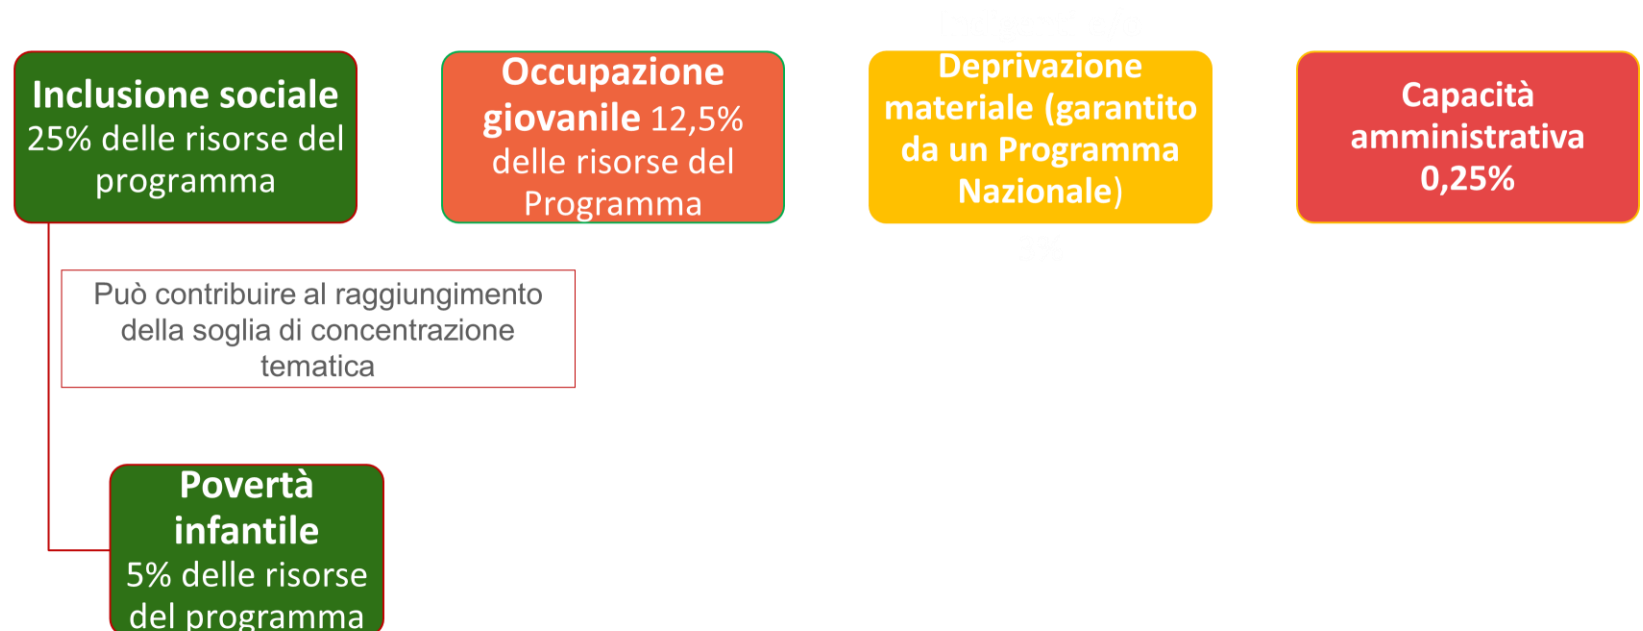 Inclusione sociale
25% delle risorse del
programma
Occupazione
giovanile 12,5%
delle risorse del
Programma
Deprivazione
materiale (garantito
da un Programma
Nazionale)
Capacità
amministrativa
0,25%
Può contribuire al raggiungimento
della soglia di concentrazione
tematica
Povertà
infantile
5% delle risorse
del programma